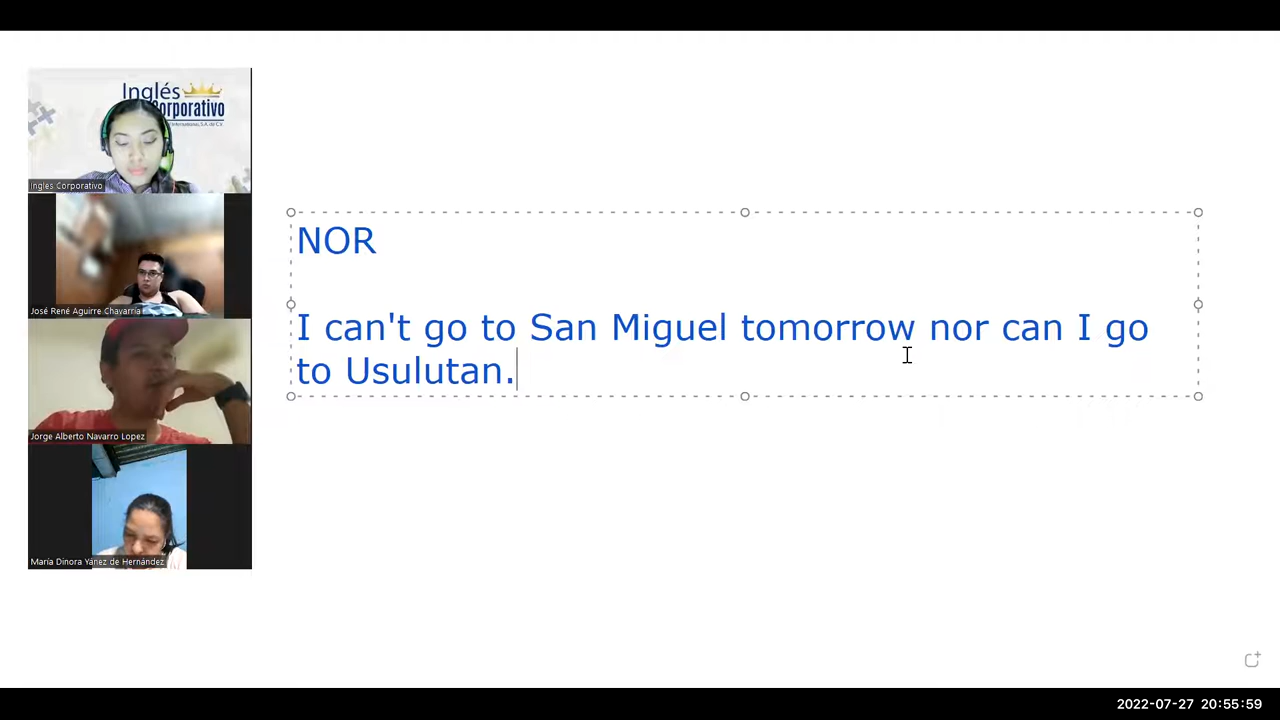 Inglés
Corporativo
Ingles Corporativo
José René Aguirre Chavarría
Jorge Alberto Navarro Lopez
María Dinora Yánez de Hernández
NOR
I can't go to San Miguel tomorrow nor can I go
to Usulutan.
2022-07-27 20:55:59